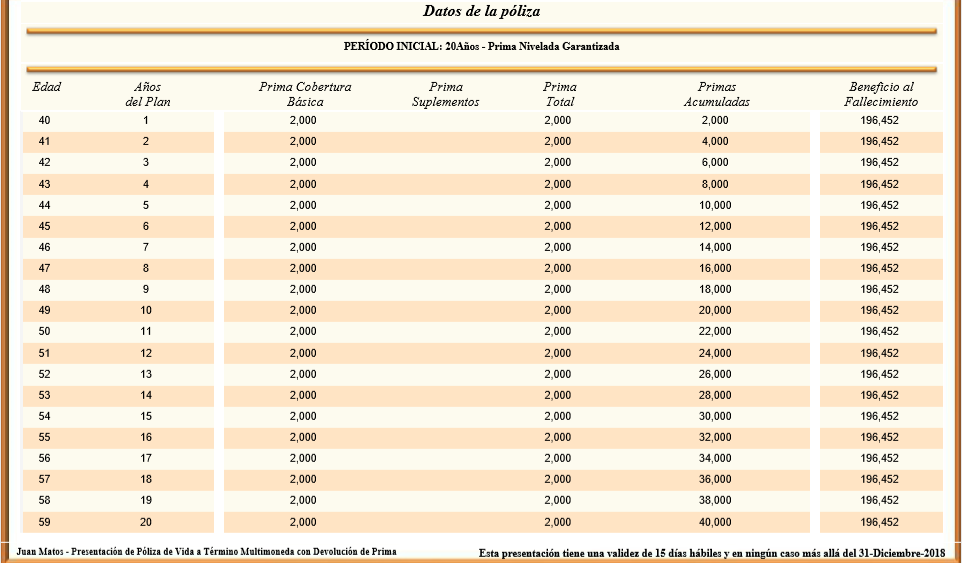 Datos de la póliza
PERÍODO INICIAL: 20Años - Prima Nivelada Garantizada
Edad Años del Plan Prima Cobertura Básica Prima Suplementos Prima Total Primas Acumuladas Beneficio al Fallecimiento
40 1 2,000 2,000 2,000 196,452
41 2 2,000 2,000 4,000 196,452
42 3 2,000 2,000 6,000 196,452
43 4 2,000 2,000 8,000 196,452
44 5 2,000 2,000 10,000 196,452
45 6 2,000 2,000 12,000 196,452
46 7 2,000 2,000 14,000 196,452
47 8 2,000 2,000 16,000 196,452
48 9 2,000 2,000 18,000 196,452
49 10 2,000 2,000 20,000 196,452
50 11 2,000 2,000 22,000 196,452
51 12 2,000 2,000 24,000 196,452
52 13 2,000 2,000 26,000 196,452
53 14 2,000 2,000 28,000 196,452
54 15 2,000 2,000 30,000 196,452
55 16 2,000 2,000 32,000 196,452
56 17 2,000 2,000 34,000 196,452
57 18 2,000 2,000 36,000 196,452
58 19 2,000 2,000 38,000 196,452
59 20 2,000 2,000 40,000 196,452
Juan Matos - Presentación de Póliza de Vida a Término Multimoneda con Devolución de Prima
Esta presentación tiene una validez de 15 días hábiles y en ningún caso más allá del 31-Diciembre-2018